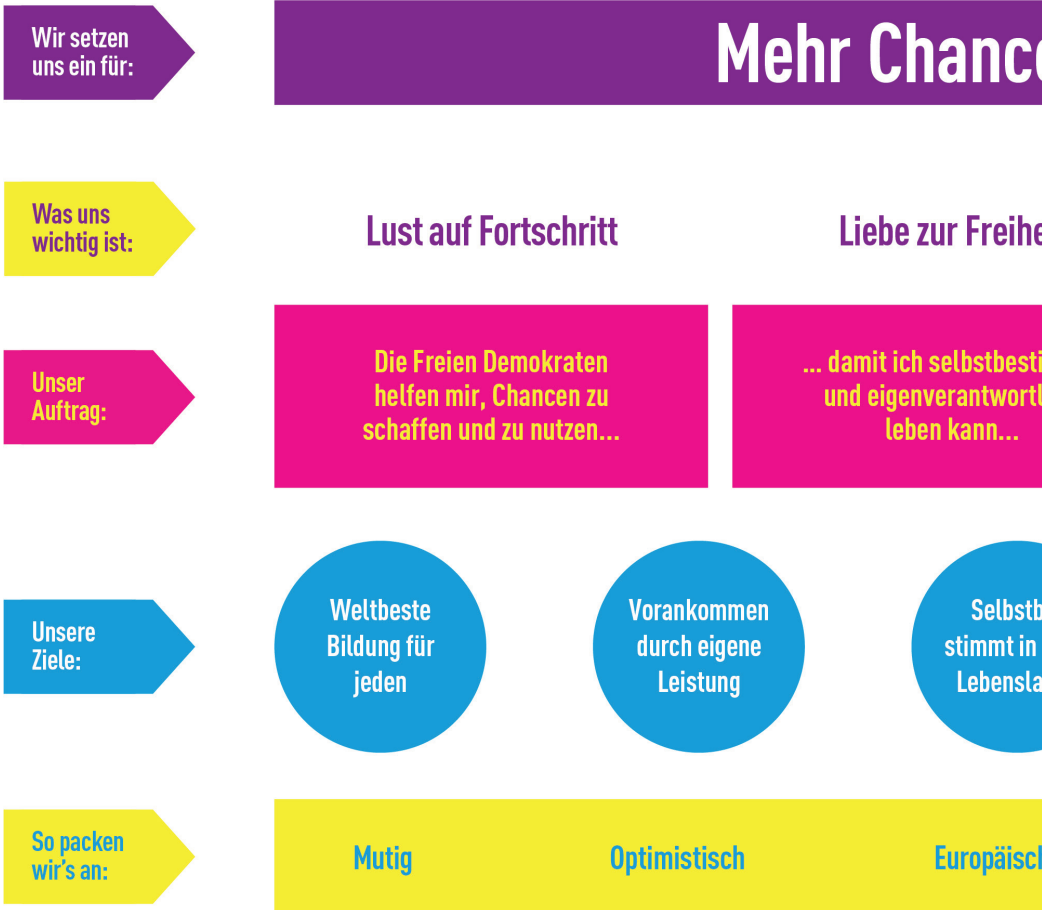 Wir setzen
uns ein für:
Mehr Chance
Was uns
wichtig ist:
Lust auf Fortschritt
Liebe zur Freihe
Unser
Auftrag:
Die Freien Demokraten
helfen mir, Chancen zu
schaffen und zu nutzen...
... damit ich selbstbesti
und eigenverantwortl
leben kann...
Unsere
Ziele:
Weltbeste
Bildung für
jeden
Vorankommen
durch eigene
Leistung
Selbstb
stimmt in
Lebensla
So packen
wir's an:
Mutig
Optimistisch
Europäisch